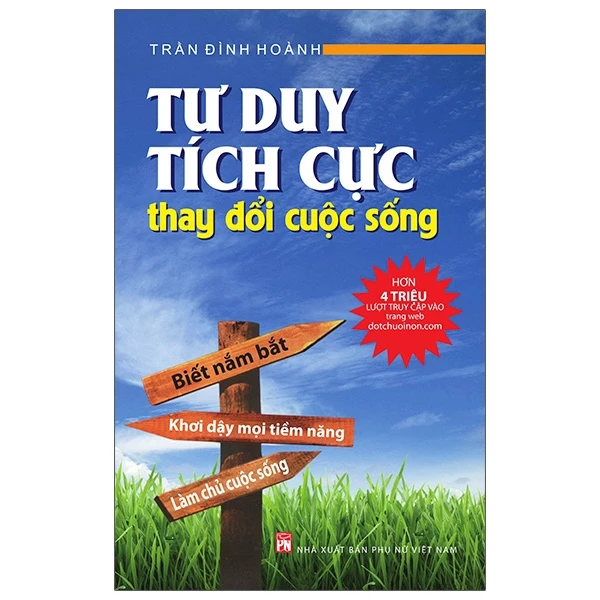 TRẦN ĐÌNH HOÀNH
TƯ DUY
TÍCH CỰC
thay đổi cuộc sống
HƠN
4 TRIỆU
LƯỢT TRUY CẬP VÀO
trang web
dotchuoinon.com
Biết nắm bắt
Khơi dậy mọi tiềm năng
Làm chủ cuộc sống
PN
NHÀ XUẤT BẢN PHỤ NỮ VIỆT NAM